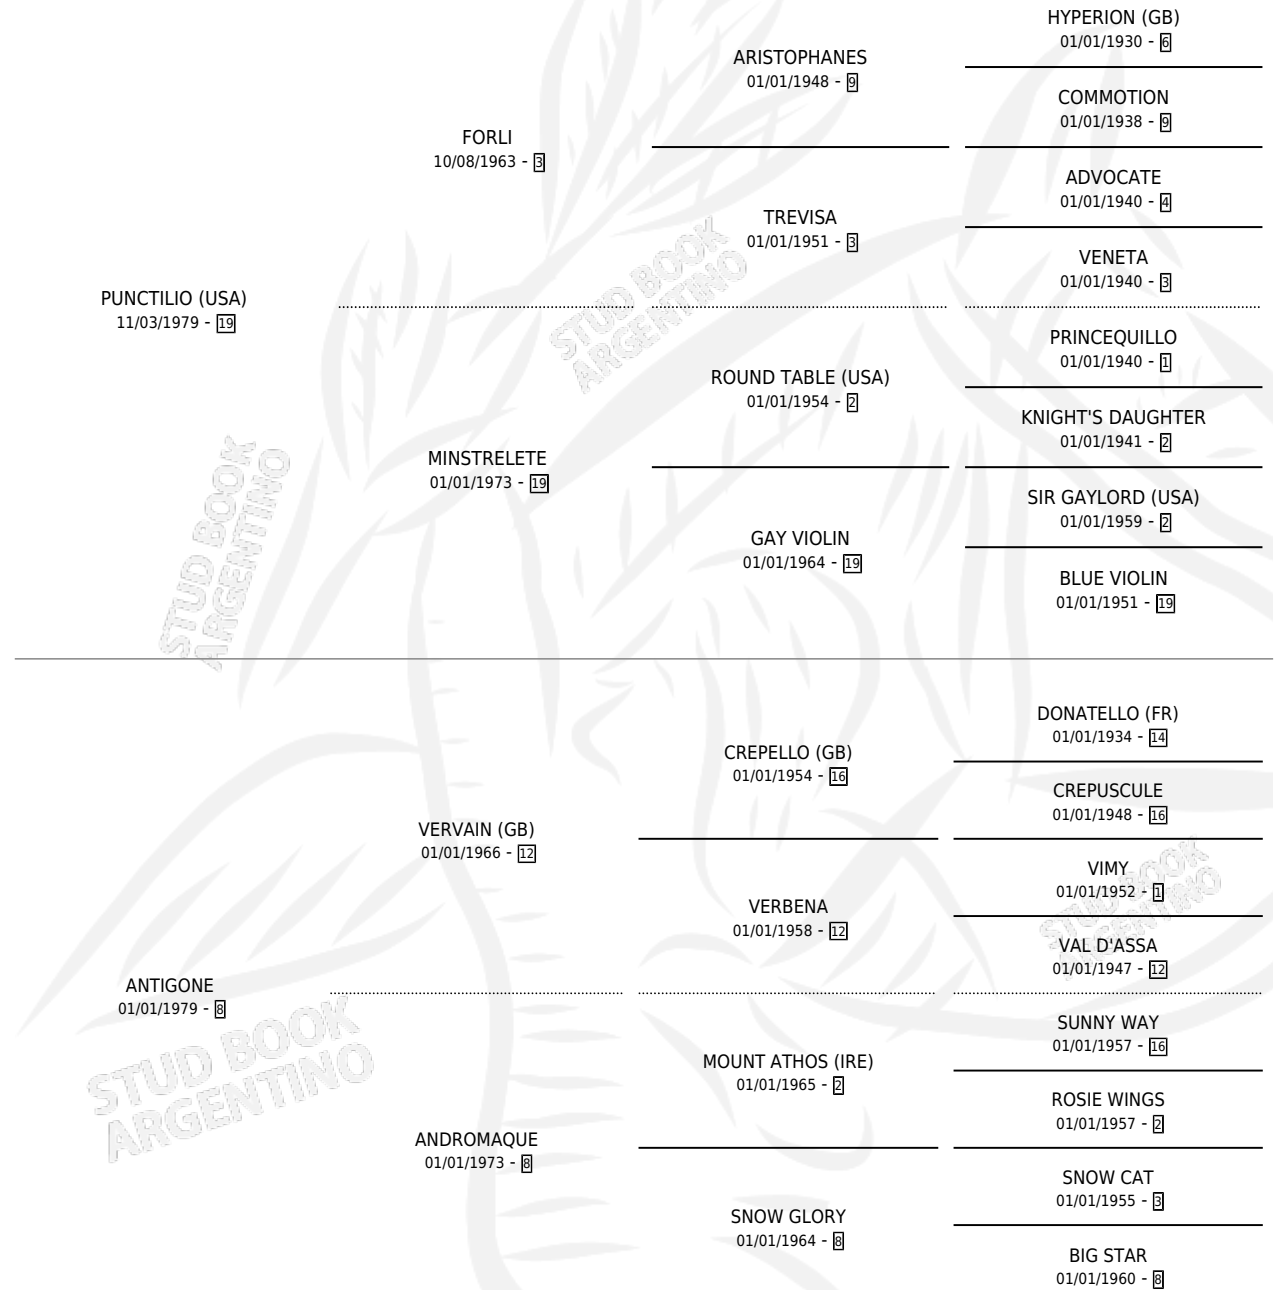 HYPERION (GB)
01/01/1930 - 6
ARISTOPHANES
01/01/1948 - 9
COMMOTION
01/01/1938 - 9
FORLI
10/08/1963 - 3
ADVOCATE
01/01/1940 - 4
TREVISA
01/01/1951 - 3
VENETA
01/01/1940 - 3
PUNCTILIO (USA)
11/03/1979 - 19
PRINCEQUILLO
01/01/1940 - 1
ROUND TABLE (USA)
01/01/1954 - 2
KNIGHT'S DAUGHTER
01/01/1941 - 2
MINSTRELETE
01/01/1973 - 19
SIR GAYLORD (USA)
01/01/1959 - 2
GAY VIOLIN
01/01/1964 - 19
BLUE VIOLIN
01/01/1951 - 19
STUD BOOK
ARGENTINO
STUD BOOK
ARGENTINO
DONATELLO (FR)
01/01/1934 - 14
CREPELLO (GB)
01/01/1954 - 16
CREPUSCULE
01/01/1948 - 16
VERVAIN (GB)
01/01/1966 - 12
VIMY
01/01/1952 - 1
VERBENA
01/01/1958 - 12
VAL D'ASSA
01/01/1947 - 12
ANTIGONE
01/01/1979 - 8
SUNNY WAY
01/01/1957 - 16
MOUNT ATHOS (IRE)
01/01/1965 - 2
ROSIE WINGS
01/01/1957 - 2
ANDROMAQUE
01/01/1973 - 8
SNOW CAT
01/01/1955 - 3
SNOW GLORY
01/01/1964 - 8
BIG STAR
01/01/1960 - 8
STUD BOOK
ARGENTINO
STUD BOOK
ARGENTINO